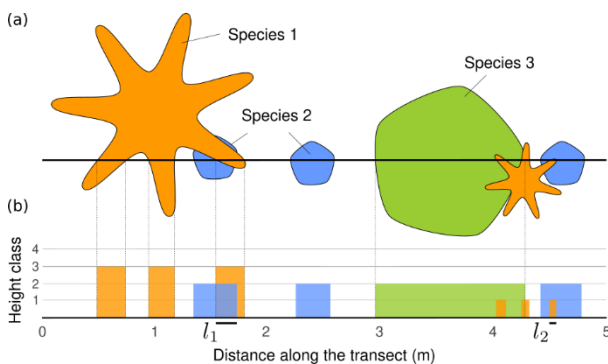 (a)
Species 1
Species 3
Species 2
(b)
Height class
4
3
2
1
0 1 2 3 4 5
l1 l2
Distance along the transect (m)